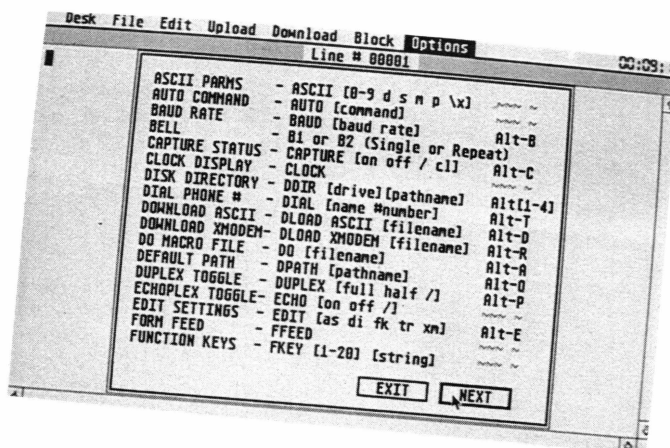 Desk File Edit Upload Download Block Options 00:09:
Line # 00001
ASCII PARMS - ASCII [0-9 d s m p \x] ~~~~ ~
AUTO COMMAND - AUTO [command] ~~~~ ~
BAUD RATE - BAUD [baud rate] Alt-B
BELL - B1 or B2 (Single or Repeat)
CAPTURE STATUS - CAPTURE [on off / cl] Alt-C
CLOCK DISPLAY - CLOCK ~~~~ ~
DISK DIRECTORY - DDIR [drive][pathname] Alt[1-4]
DIAL PHONE # - DIAL [name #number] Alt-T
DOWNLOAD ASCII - DLOAD ASCII [filename] Alt-D
DOWNLOAD XMODEM- DLOAD XMODEM [filename] Alt-R
DO MACRO FILE - DO [filename] Alt-A
DEFAULT PATH - DPATH [pathname] Alt-O
DUPLEX TOGGLE - DUPLEX [full half /] Alt-P
ECHOPLEX TOGGLE- ECHO [on off /] ~~~~ ~
EDIT SETTINGS - EDIT [as di fk tr xm] Alt-E
FORM FEED - FFEED ~~~~ ~
FUNCTION KEYS - FKEY [1-20] [string] ~~~~ ~
EXIT NEXT